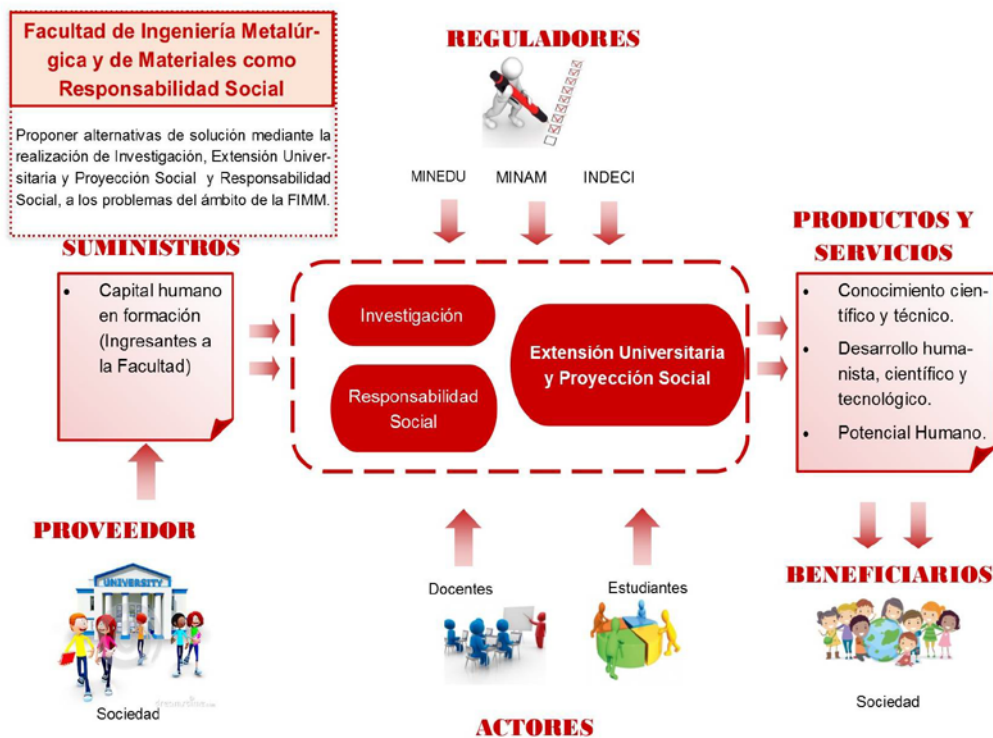 Facultad de Ingeniería Metalúr-
gica y de Materiales como
Responsabilidad Social
Proponer alternativas de solución mediante la
realización de Investigación, Extensión Univer-
sitaria y Proyección Social y Responsabilidad
Social, a los problemas del ámbito de la FIMM.
REGULADORES
MINEDU MINAM INDECI
SUMINISTROS
• Capital humano
en formación
(Ingresantes a
la Facultad)
Investigación
Responsabilidad
Social
Extensión Universitaria
y Proyección Social
PRODUCTOS Y
SERVICIOS
• Conocimiento cien-
tífico y técnico.
• Desarrollo huma-
nista, científico y
tecnológico.
• Potencial Humano.
PROVEEDOR
UNIVERSITY
Sociedad
Docentes
Estudiantes
ACTORES
BENEFICIARIOS
Sociedad